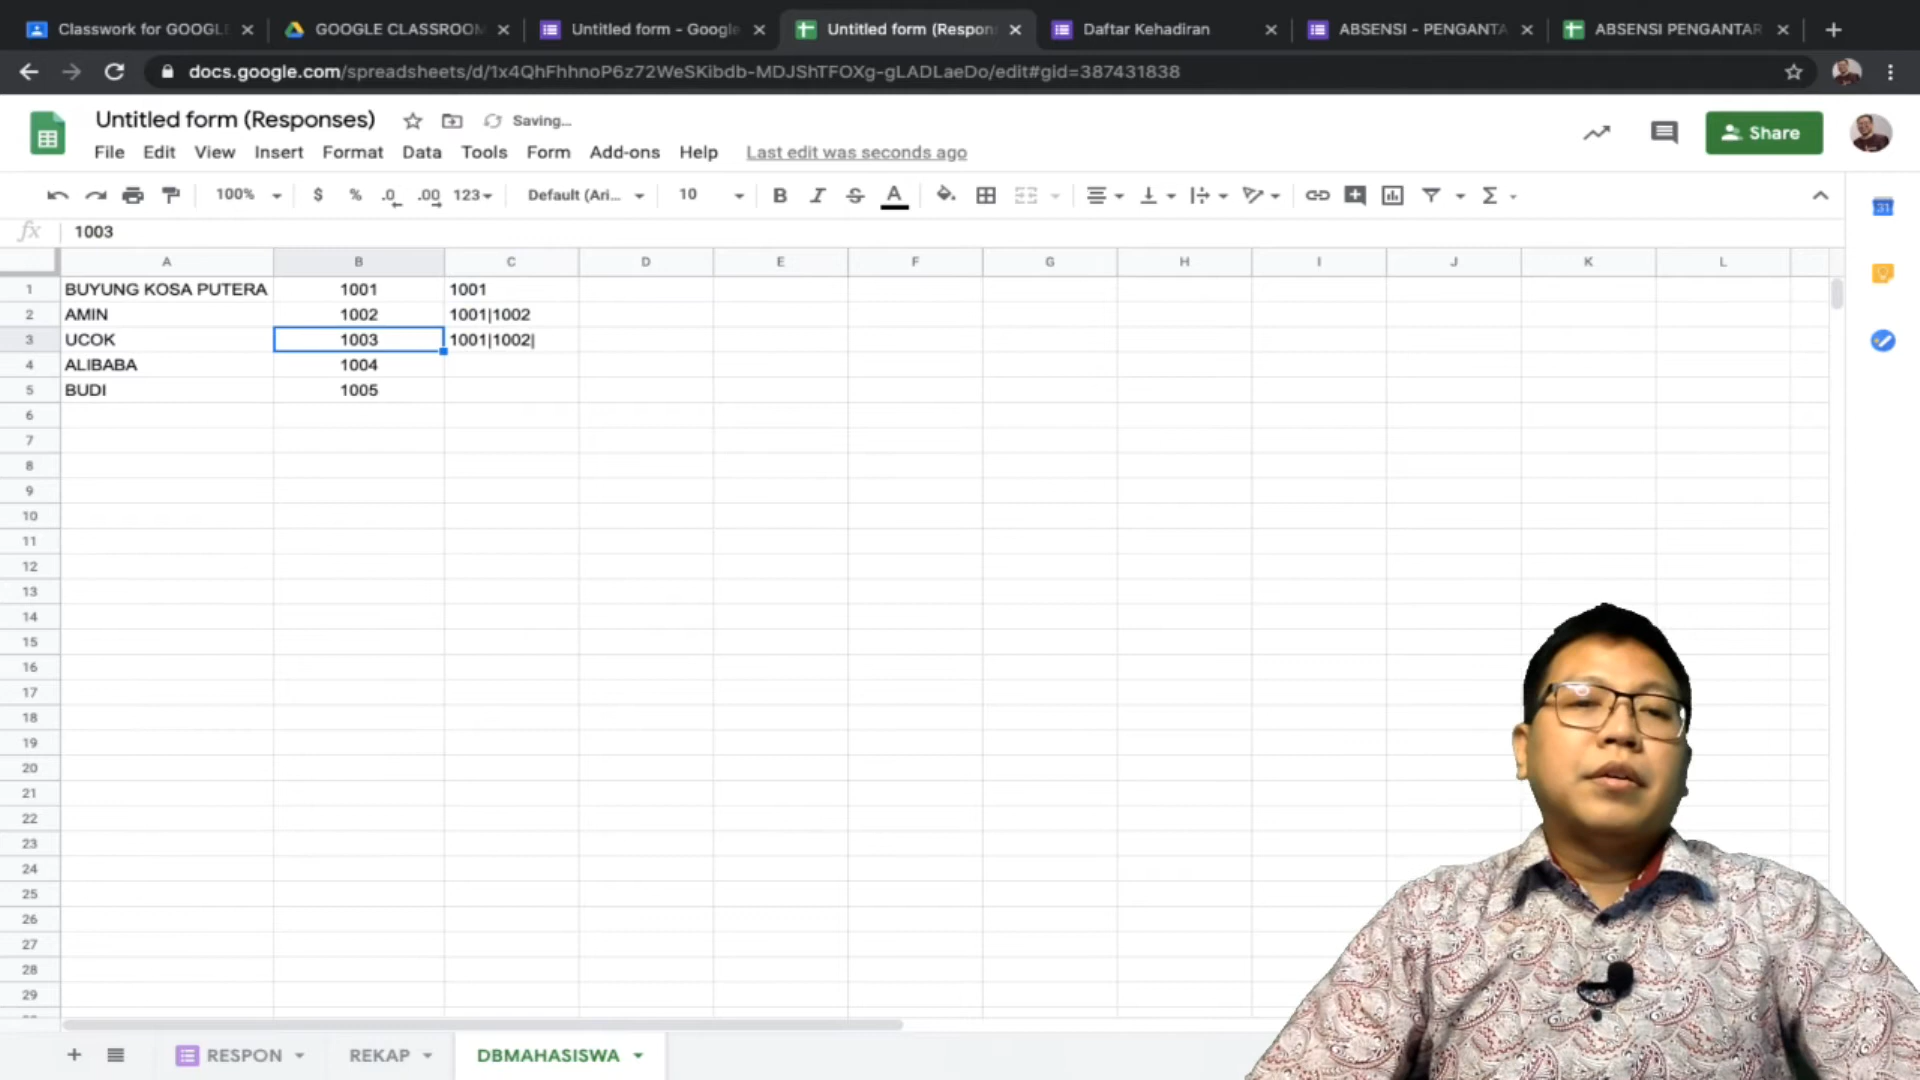 Classwork for GOOGLE
GOOGLE CLASSROOM
Untitled form - Google
Untitled form (Respon
Daftar Kehadiran
ABSENSI - PENGANTA
ABSENSI PENGANTAR
docs.google.com/spreadsheets/d/1x4QhFhhnoP6z72WeSKibdb-MDJShTFOXg-gLADLaeDo/edit#gid=387431838
Untitled form (Responses)
Saving...
Share
File Edit View Insert Format Data Tools Form Add-ons Help Last edit was seconds ago
100% $ % .0 .00 123 Default (Ari... 10 B I S A Σ
31
fx 1003
A B C D E F G H I J K L
1 BUYUNG KOSA PUTERA 1001 1001
2 AMIN 1002 1001|1002
3 UCOK 1003 1001|1002|
4 ALIBABA 1004
5 BUDI 1005
6
7
8
9
10
11
12
13
14
15
16
17
18
19
20
21
22
23
24
25
26
27
28
29
RESPON REKAP DBMAHASISWA